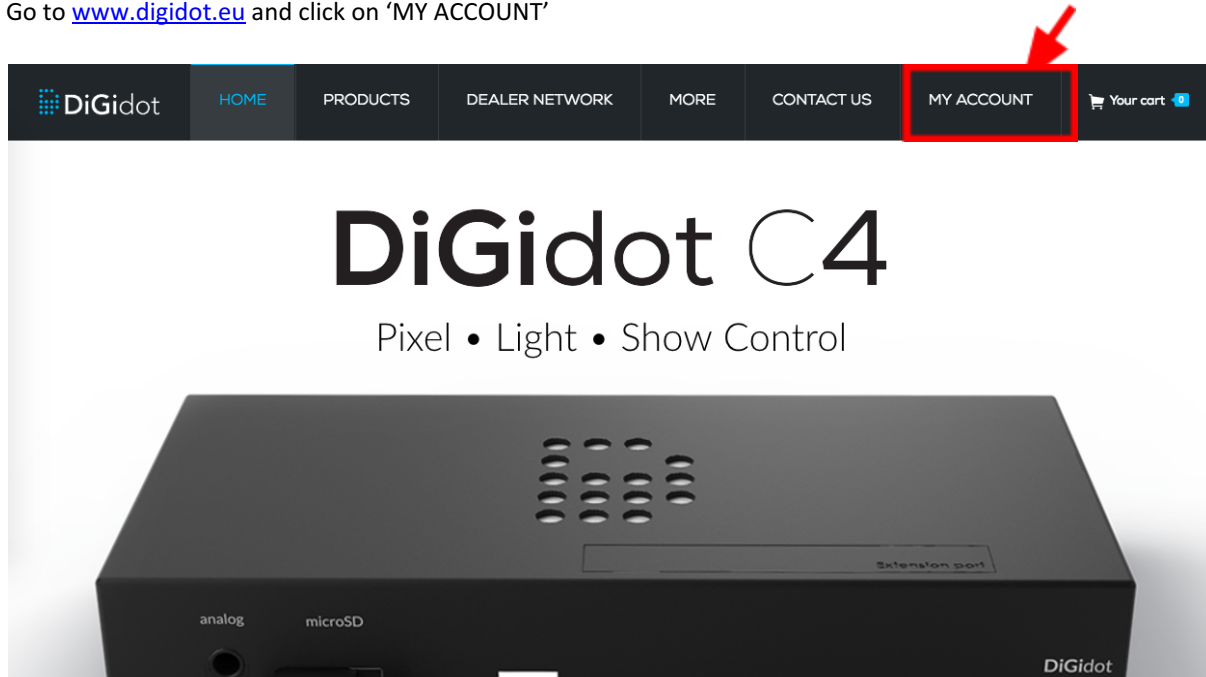 Go to www.digidot.eu and click on ‘MY ACCOUNT’
DiGidot HOME PRODUCTS DEALER NETWORK MORE CONTACT US MY ACCOUNT Your cart 0
DiGidot C4
Pixel • Light • Show Control
Extension port
analog microSD
DiGidot